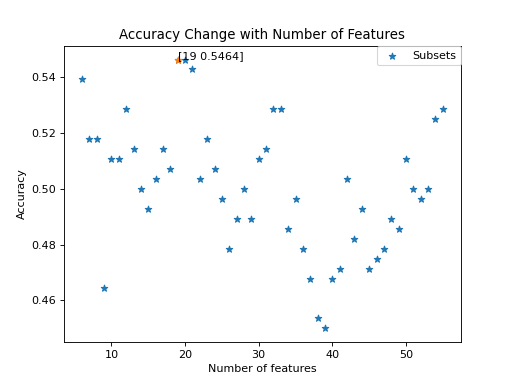 Accuracy Change with Number of Features
[19 0.5464]
Subsets
0.54
0.52
0.50
0.48
0.46
Accuracy
10 20 30 40 50
Number of features